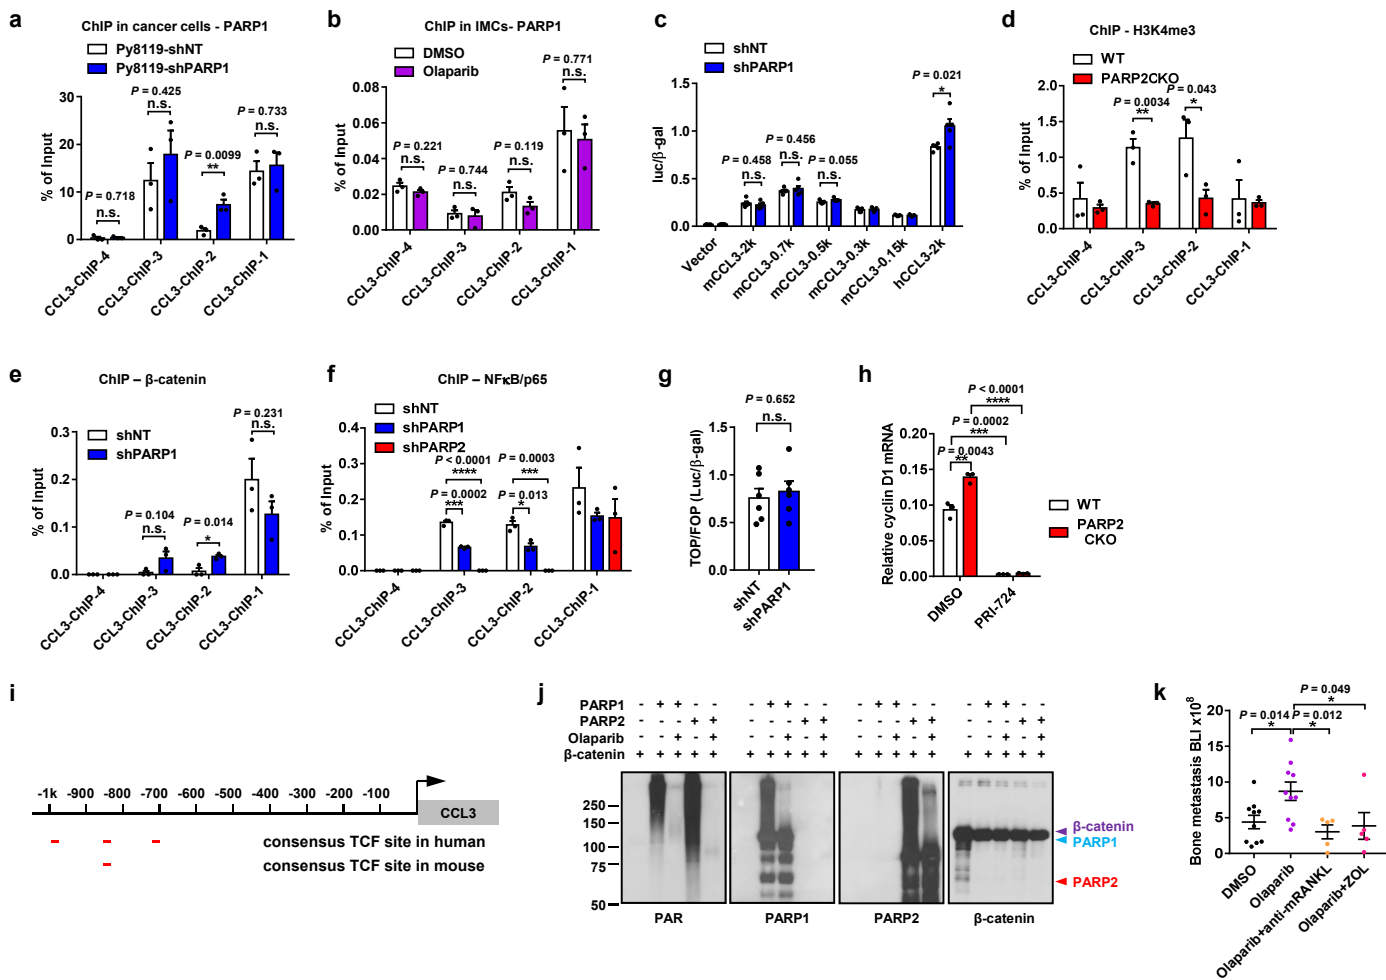 a
ChIP in cancer cells - PARP1
Py8119-shNT
Py8119-shPARP1
% of Input
30
20
10
0
P = 0.718
n.s.
P = 0.425
n.s.
P = 0.0099
**
P = 0.733
n.s.
CCL3-ChIP-4
CCL3-ChIP-3
CCL3-ChIP-2
CCL3-ChIP-1
b
ChIP in IMCs- PARP1
DMSO
Olaparib
% of Input
0.08
0.06
0.04
0.02
0.00
P = 0.221
n.s.
P = 0.744
n.s.
P = 0.119
n.s.
P = 0.771
n.s.
CCL3-ChIP-4
CCL3-ChIP-3
CCL3-ChIP-2
CCL3-ChIP-1
c
shNT
shPARP1
luc/β-gal
1.5
1.0
0.5
0.0
P = 0.458
n.s.
P = 0.456
n.s.
P = 0.055
n.s.
P = 0.021
*
Vector
mCCL3-2k
mCCL3-0.7k
mCCL3-0.5k
mCCL3-0.3k
mCCL3-0.15k
hCCL3-2k
d
ChIP - H3K4me3
WT
PARP2CKO
% of Input
2.0
1.5
1.0
0.5
0.0
P = 0.0034
**
P = 0.043
*
CCL3-ChIP-4
CCL3-ChIP-3
CCL3-ChIP-2
CCL3-ChIP-1
e
ChIP – β-catenin
shNT
shPARP1
% of Input
0.3
0.2
0.1
0.0
P = 0.104
n.s.
P = 0.014
*
P = 0.231
n.s.
CCL3-ChIP-4
CCL3-ChIP-3
CCL3-ChIP-2
CCL3-ChIP-1
f
ChIP – NFκB/p65
shNT
shPARP1
shPARP2
% of Input
0.4
0.3
0.2
0.1
0.0
P < 0.0001
****
P = 0.0002
***
P = 0.0003
***
P = 0.013
*
CCL3-ChIP-4
CCL3-ChIP-3
CCL3-ChIP-2
CCL3-ChIP-1
g
P = 0.652
n.s.
TOP/FOP (Luc/β-gal)
1.5
1.0
0.5
0.0
shNT
shPARP1
h
P < 0.0001
****
P = 0.0002
***
P = 0.0043
**
Relative cyclin D1 mRNA
0.20
0.15
0.10
0.05
0.00
DMSO
PRI-724
WT
PARP2
CKO
i
-1k -900 -800 -700 -600 -500 -400 -300 -200 -100
CCL3
consensus TCF site in human
consensus TCF site in mouse
j
PARP1 - + + - - - + + - - - + + - - - + + - -
PARP2 - - - + + - - - + + - - - + + - - - + +
Olaparib - - + - + - - + - + - - + - + - - + - +
β-catenin + + + + + + + + + + + + + + + + + + + +
250
150
100
75
50
β-catenin
PARP1
PARP2
PAR
PARP1
PARP2
β-catenin
k
P = 0.049
*
P = 0.014
*
P = 0.012
*
Bone metastasis BLI x10⁸
20
15
10
5
0
DMSO
Olaparib
Olaparib+anti-mRANKL
Olaparib+ZOL